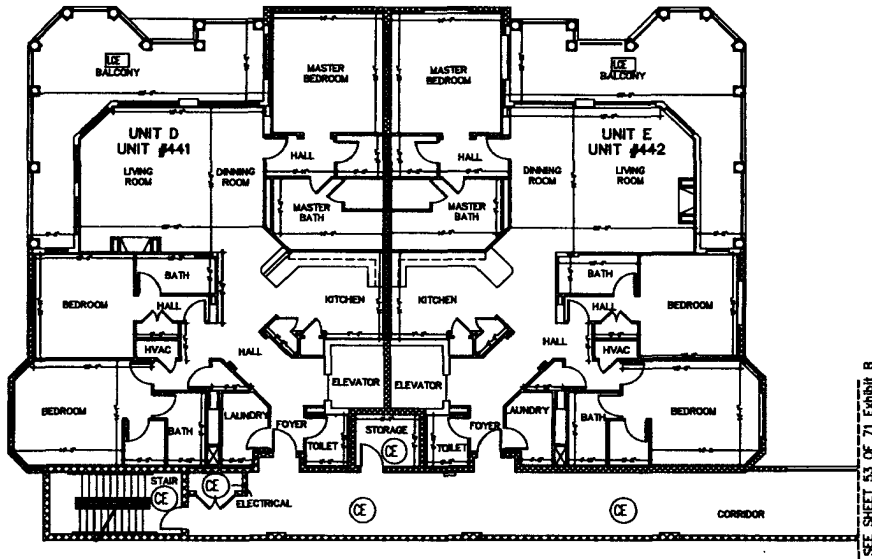 LCE
BALCONY
LCE
BALCONY
MASTER
BEDROOM
MASTER
BEDROOM
UNIT D
UNIT #441
UNIT E
UNIT #442
LIVING
ROOM
DINNING
ROOM
HALL
HALL
DINNING
ROOM
LIVING
ROOM
MASTER
BATH
MASTER
BATH
BATH
BATH
BEDROOM
HALL
KITCHEN
KITCHEN
HALL
BEDROOM
HVAC
HALL
HALL
HVAC
ELEVATOR
ELEVATOR
BEDROOM
BATH
LAUNDRY
FOYER
TOILET
STORAGE
CE
TOILET
FOYER
LAUNDRY
BATH
BEDROOM
STAIR
CE
CE
ELECTRICAL
CE
CE
CORRIDOR
SEE SHEET 53 OF 71 Exhibit B